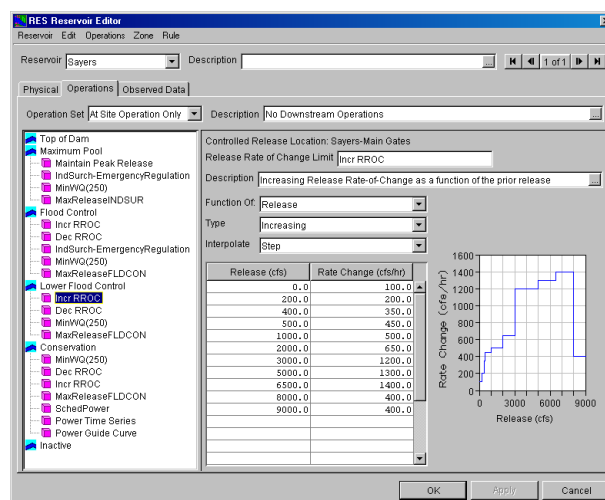 RES Reservoir Editor
Reservoir Edit Operations Zone Rule
Reservoir Sayers Description ... 1 of 1
Physical Operations Observed Data
Operation Set At Site Operation Only Description No Downstream Operations ...
Top of Dam
Maximum Pool
Maintain Peak Release
IndSurch-EmergencyRegulation
MinWQ(250)
MaxReleaseINDSUR
Flood Control
Incr RROC
Dec RROC
IndSurch-EmergencyRegulation
MinWQ(250)
MaxReleaseFLDCON
Lower Flood Control
Incr RROC
Dec RROC
MinWQ(250)
MaxReleaseFLDCON
Conservation
MinWQ(250)
Dec RROC
Incr RROC
MaxReleaseFLDCON
SchedPower
Power Time Series
Power Guide Curve
Inactive
Controlled Release Location: Sayers-Main Gates
Release Rate of Change Limit Incr RROC
Description Increasing Release Rate-of-Change as a function of the prior release ...
Function Of: Release
Type Increasing
Interpolate Step
Release (cfs) Rate Change (cfs/hr)
0.0 100.0
200.0 200.0
400.0 350.0
500.0 450.0
1000.0 500.0
2000.0 650.0
3000.0 1200.0
5000.0 1300.0
6500.0 1400.0
8000.0 400.0
9000.0 400.0
Rate Change (cfs/hr)
1600
1400
1200
1000
800
600
400
200
0
0 3000 6000 9000
Release (cfs)
OK Apply Cancel